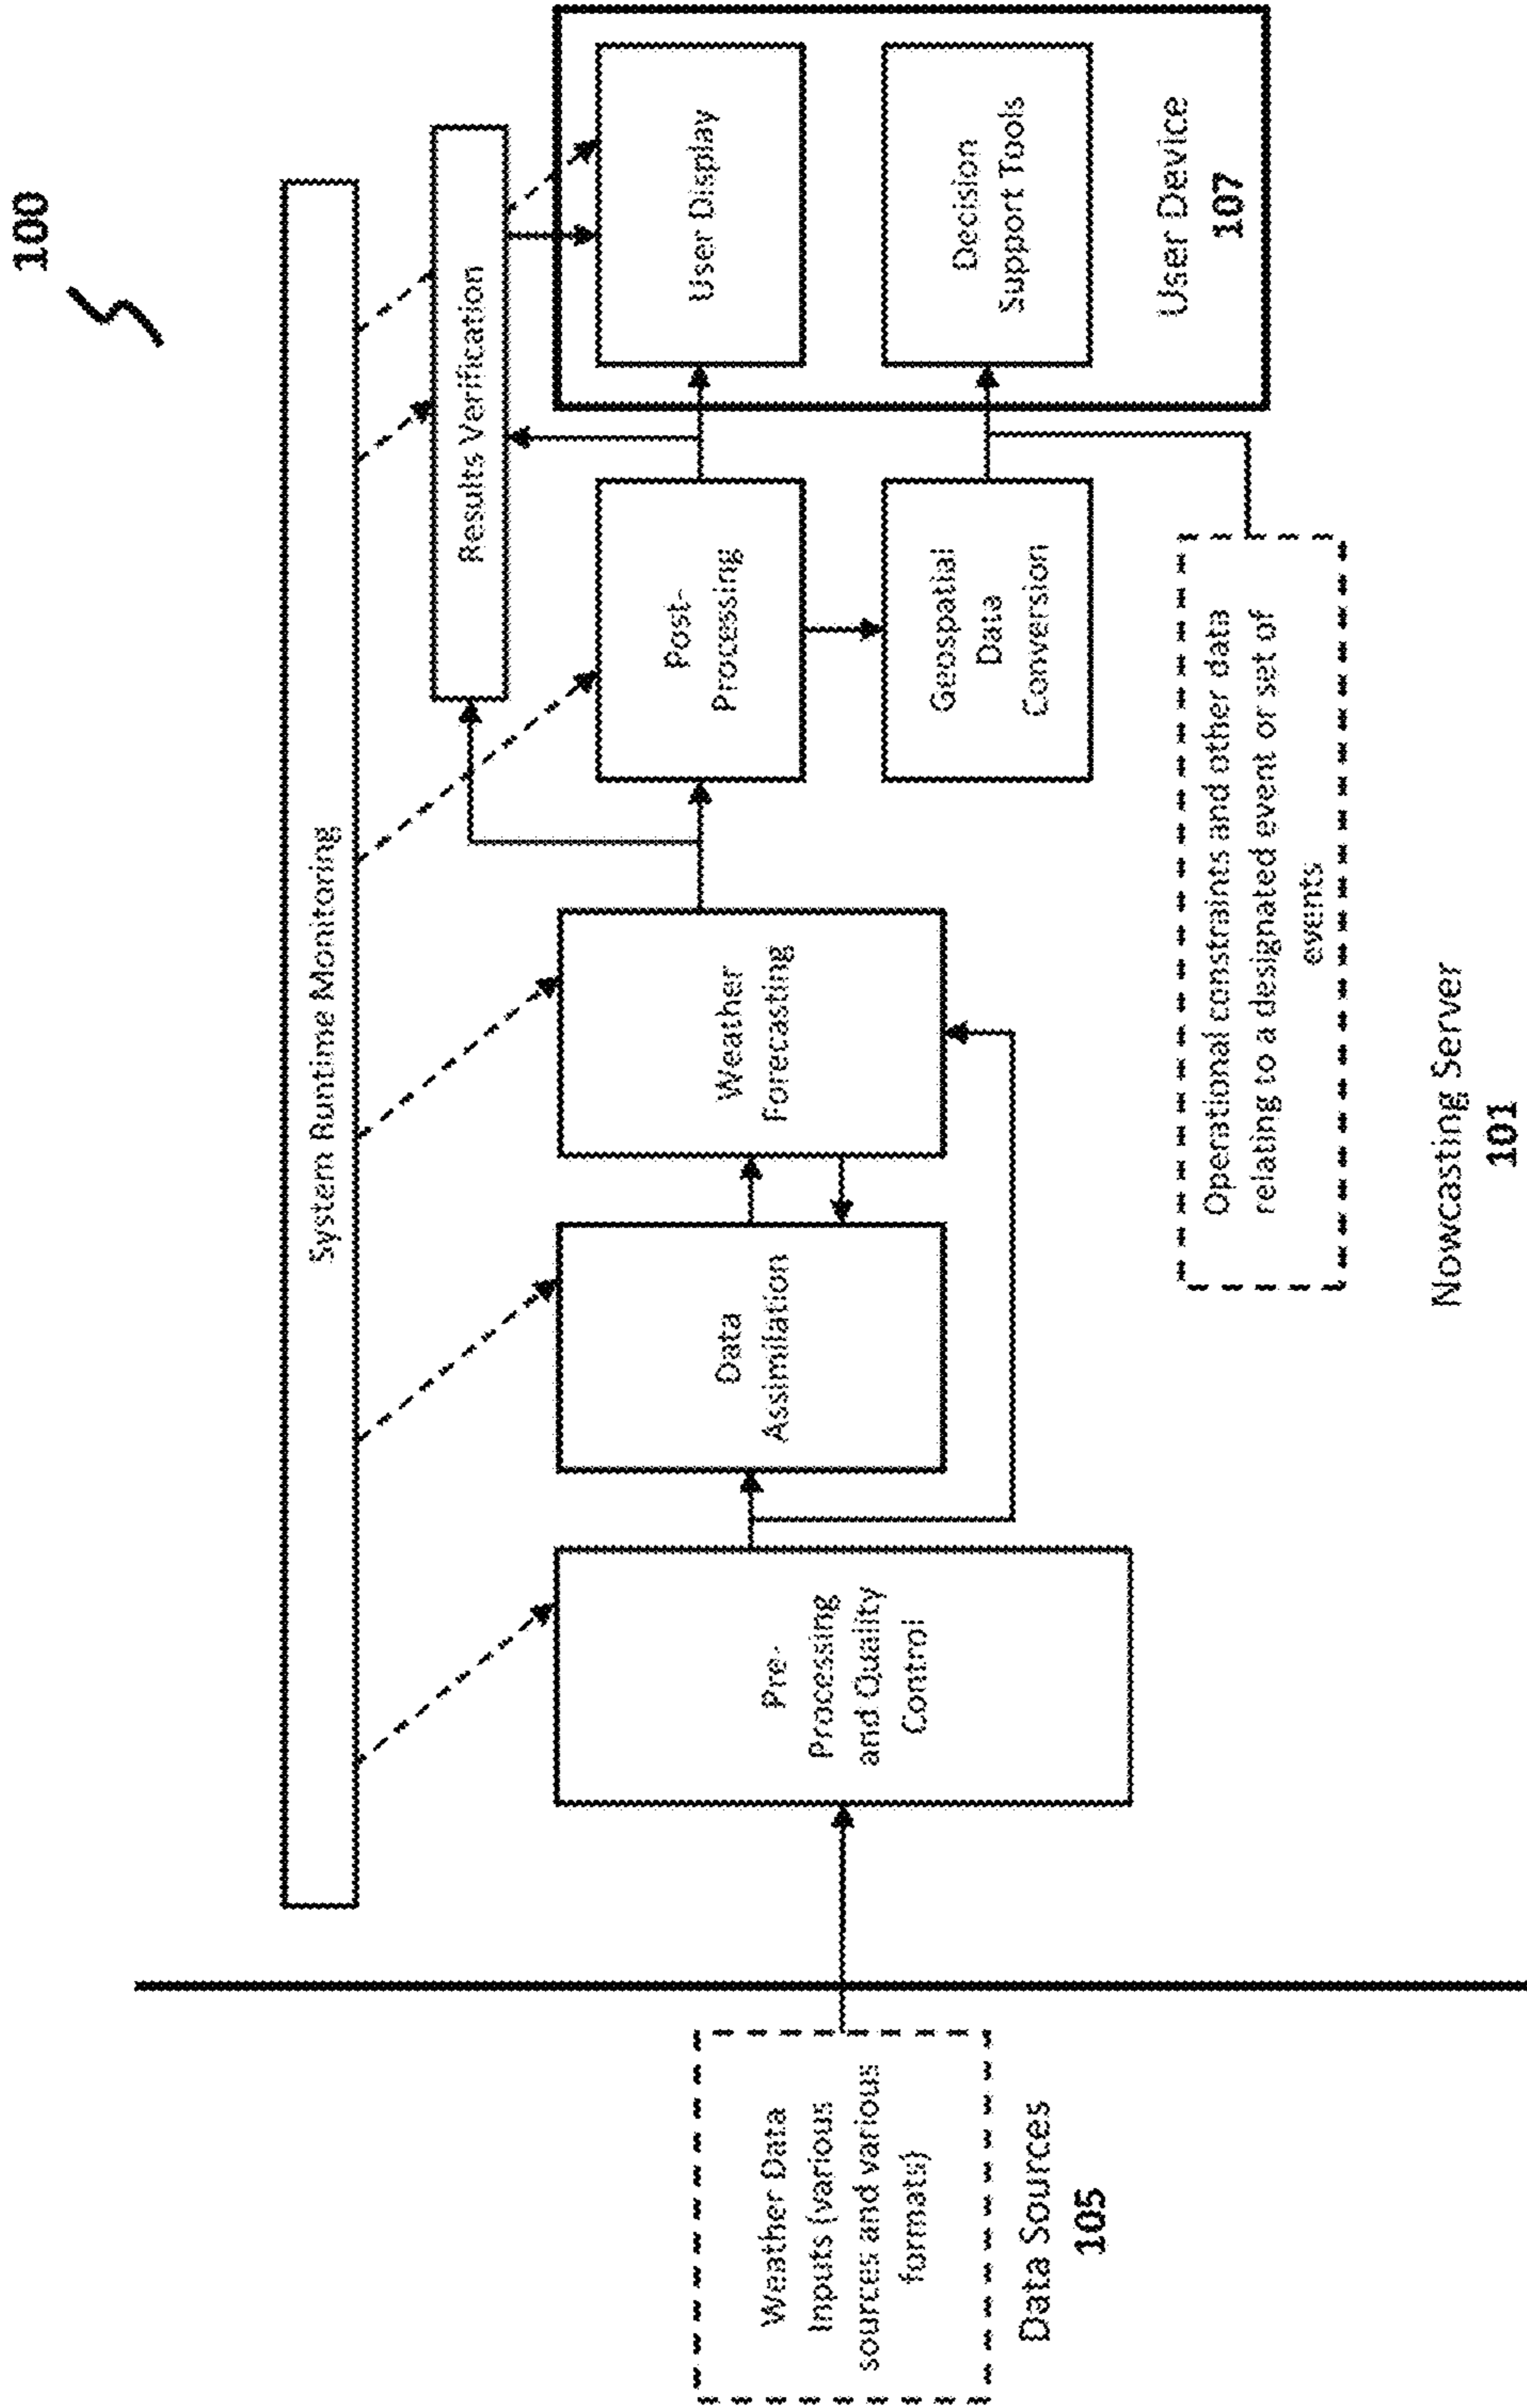 100
System Runtime Monitoring
Results Verification
Weather Data
Inputs (various
sources and various
formats)
Data Sources
105
Pre-
Processing
and Quality
Control
Data
Assimilation
Weather
Forecasting
Post-
Processing
Geospatial
Data
Conversion
User Display
Decision
Support Tools
User Device
107
Operational constraints and other data
relating to a designated event or set of
events
Nowcasting Server
101